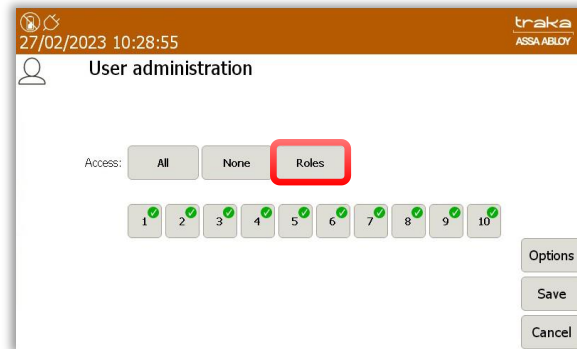 traka
27/02/2023 10:28:55
ASSA ABLOY
User administration
Access: All None Roles
1 2 3 4 5 6 7 8 9 10
Options
Save
Cancel